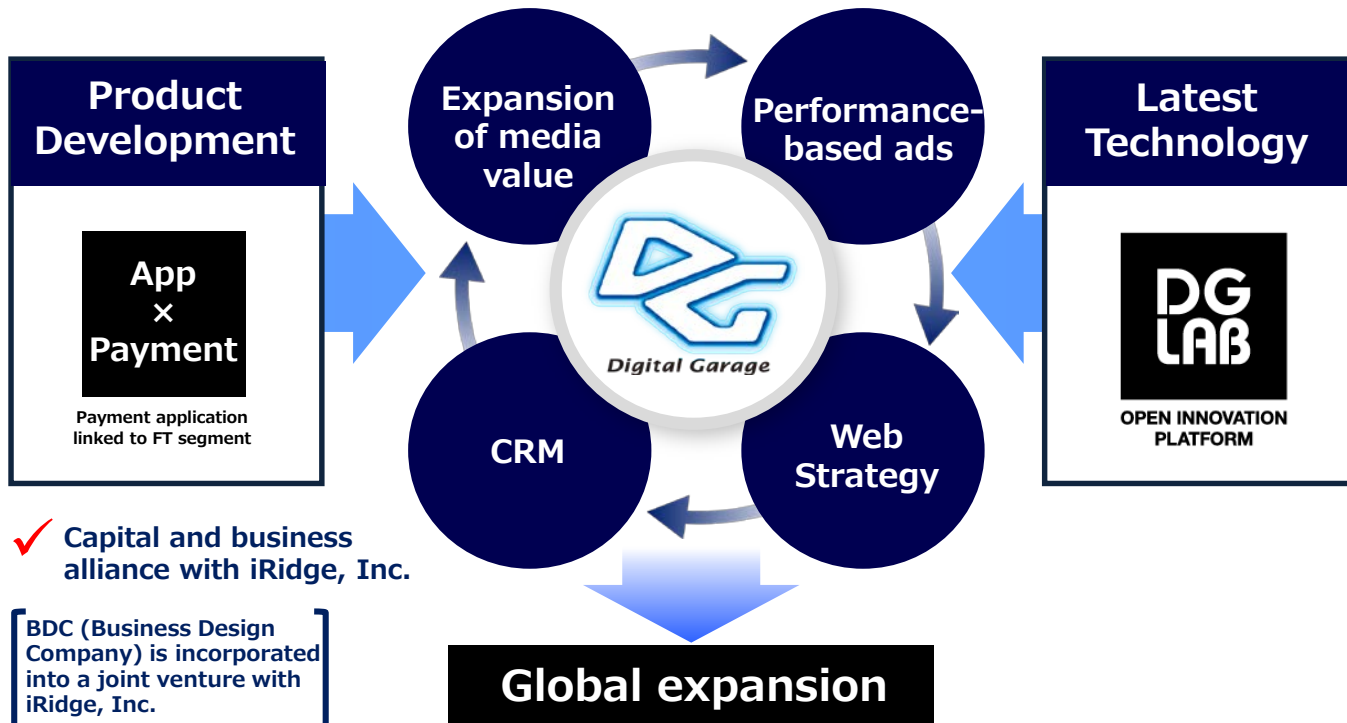 Product
Development
App
×
Payment
Payment application
linked to FT segment
Expansion
of media
value
Performance-
based ads
DG
Digital Garage
CRM
Web
Strategy
Latest
Technology
DG
LAB
OPEN INNOVATION
PLATFORM
✓ Capital and business
alliance with iRidge, Inc.
BDC (Business Design
Company) is incorporated
into a joint venture with
iRidge, Inc.
Global expansion